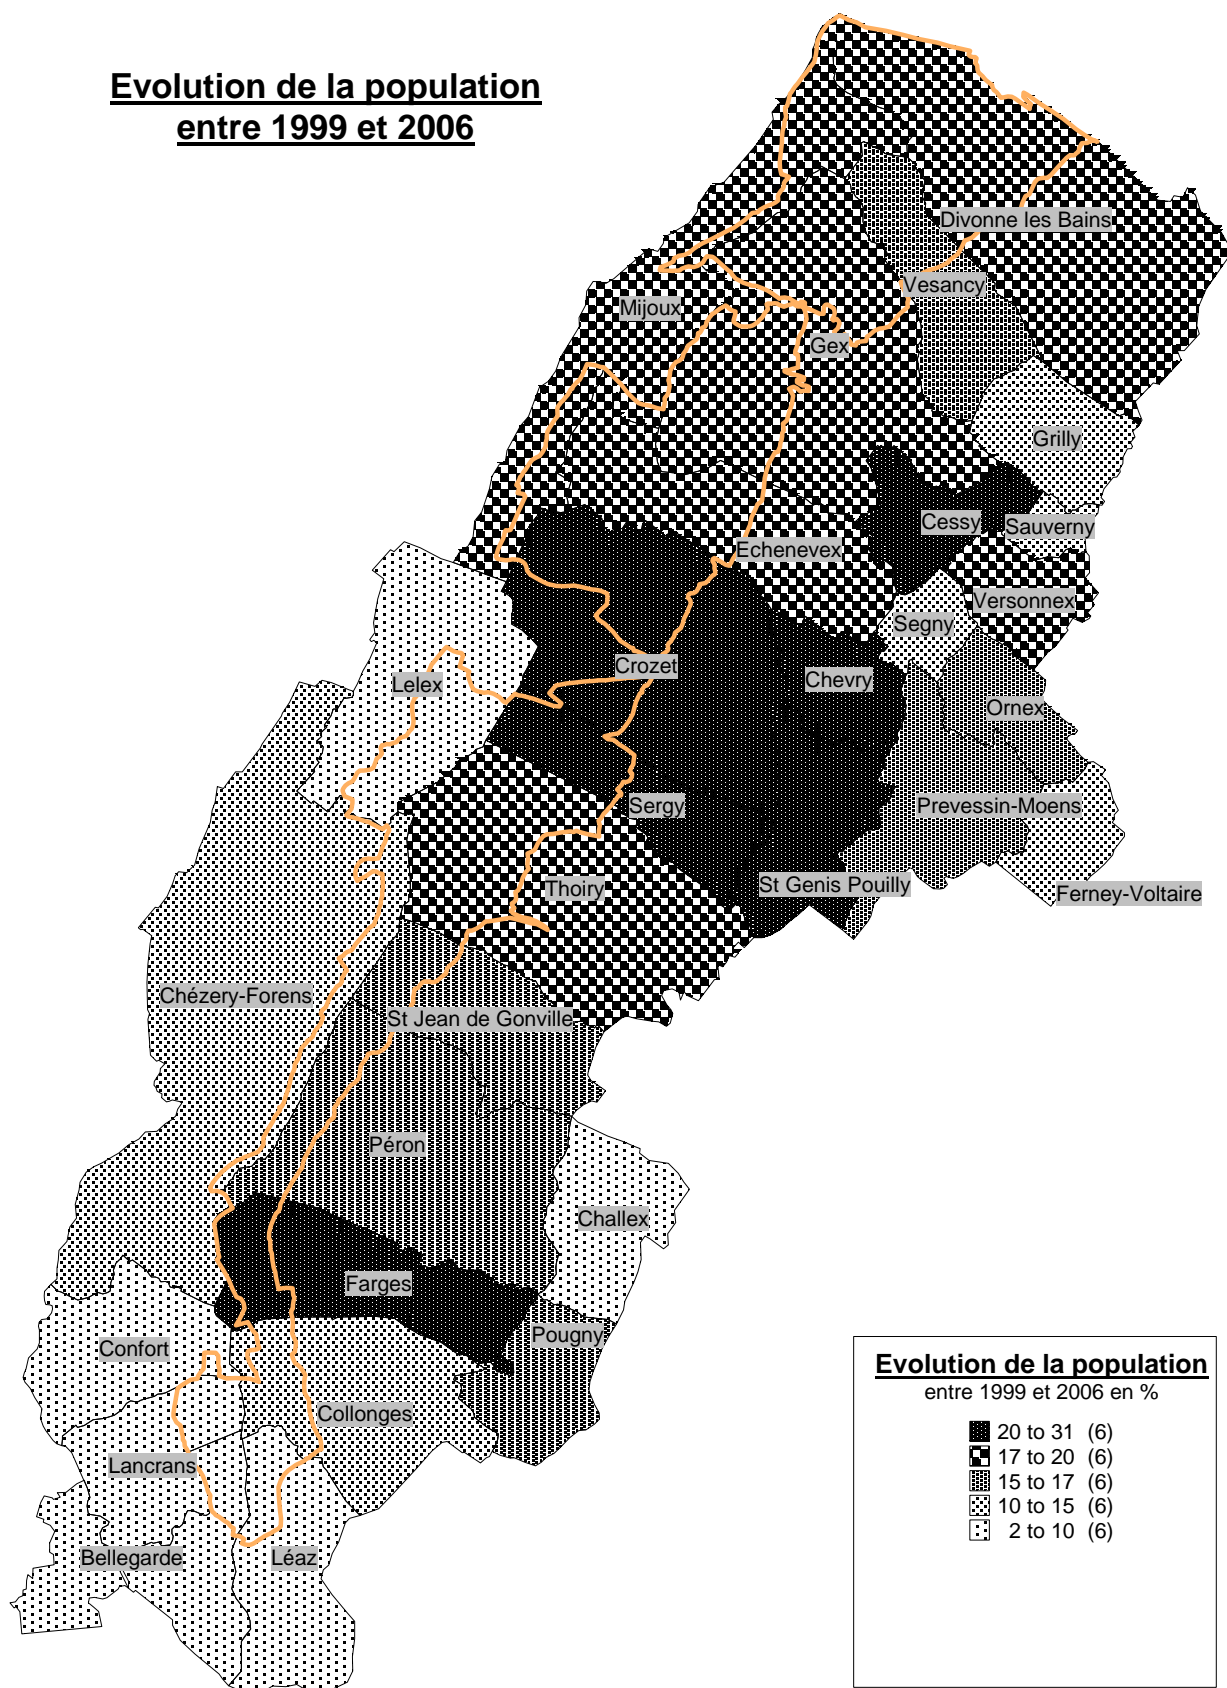 Evolution de la population
entre 1999 et 2006
Divonne les Bains
Vesancy
Mijoux
Gex
Grilly
Cessy
Sauverny
Echenevex
Versonnex
Segny
Crozet
Chevry
Lelex
Ornex
Sergy
Prevessin-Moens
Thoiry
St Genis Pouilly
Ferney-Voltaire
Chézery-Forens
St Jean de Gonville
Péron
Challex
Farges
Pougny
Confort
Collonges
Lancrans
Bellegarde
Léaz
Evolution de la population
entre 1999 et 2006 en %
20 to 31 (6)
17 to 20 (6)
15 to 17 (6)
10 to 15 (6)
2 to 10 (6)